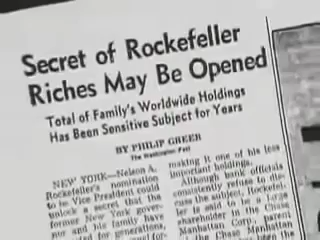 Secret of Rockefeller
Riches May Be Opened
Total of Family's Worldwide Holdings
Has Been Sensitive Subject for Years
BY PHILIP GREER
The Washington Post
NEW YORK—Nelson A.
Rockefeller's nomination
to be Vice President could
unlock a secret that the
former New York gover-
nor and his family have
for generations,
making it one of his less
important holdings.
Although bank officials
consistently refuse to
the subject, Rockefel-
ler is said to be a large
shareholder in the Chase
Manhattan Corp., parent
of the Chase Manhattan